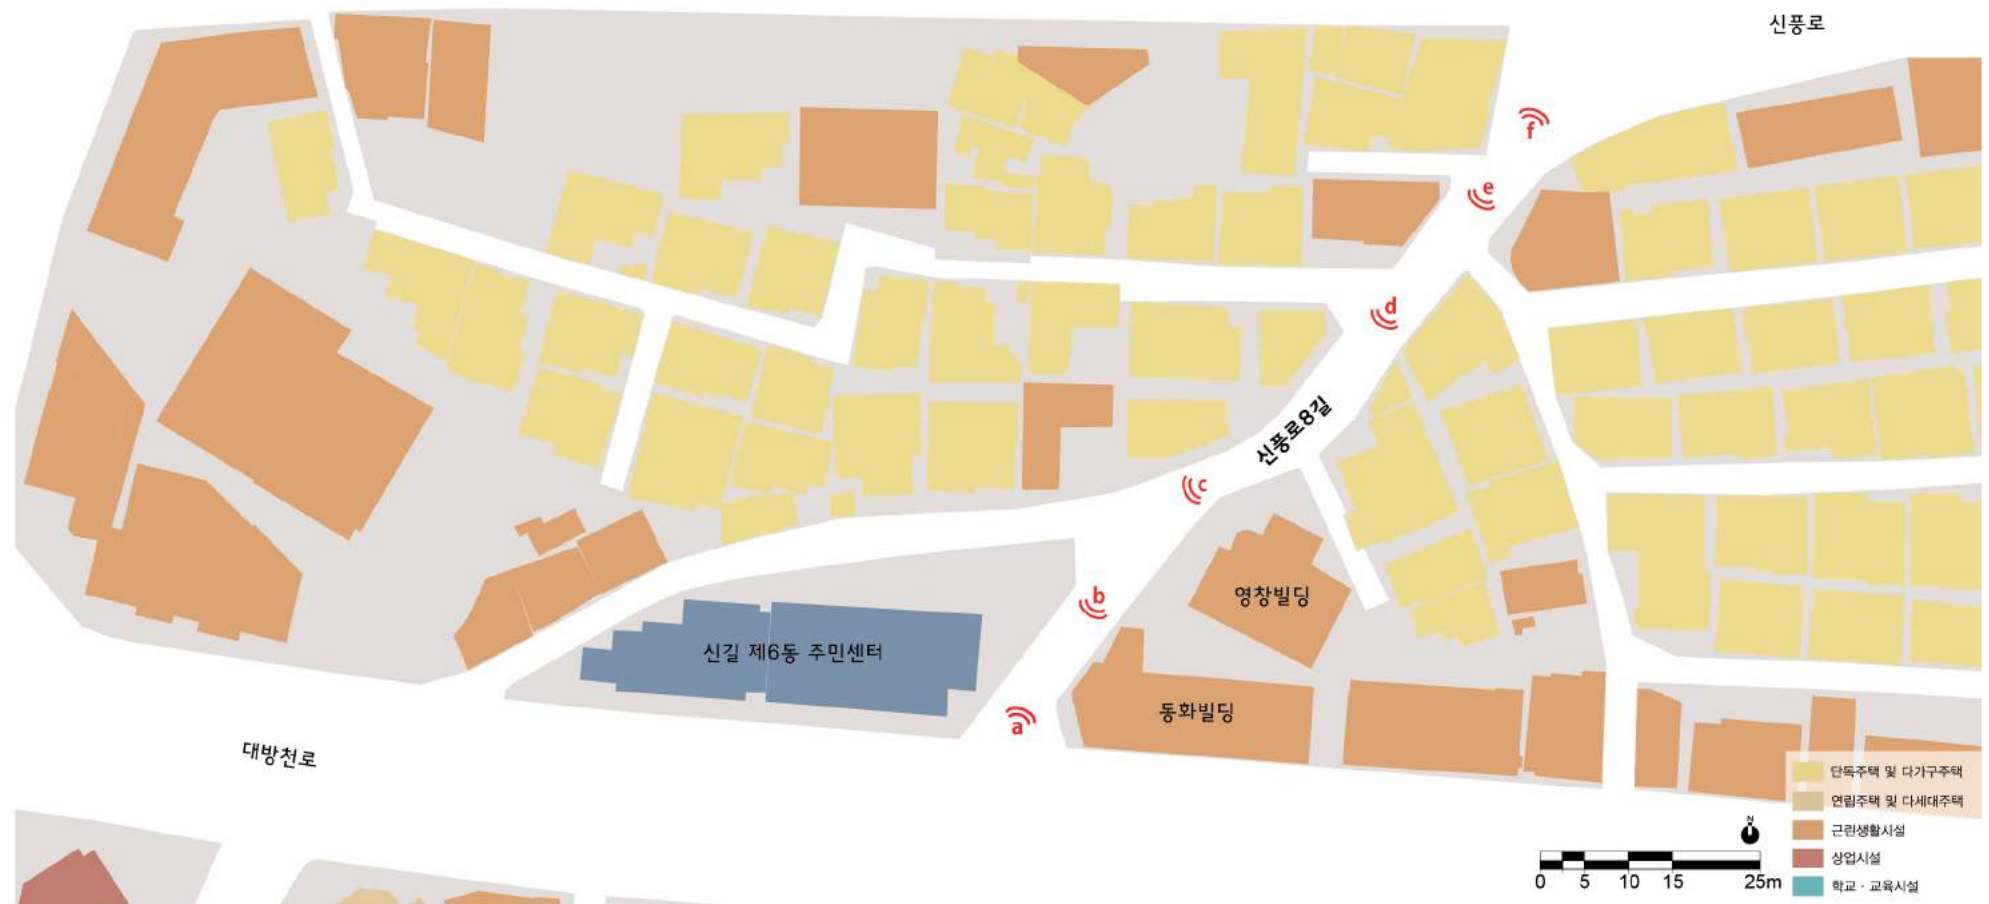 신풍로
f
e
d
신풍로8길
c
b
영창빌딩
신길 제6동 주민센터
a
동화빌딩
대방천로
단독주택 및 다가구주택
연립주택 및 다세대주택
근린생활시설
상업시설
학교 · 교육시설
N
0 5 10 15 25m